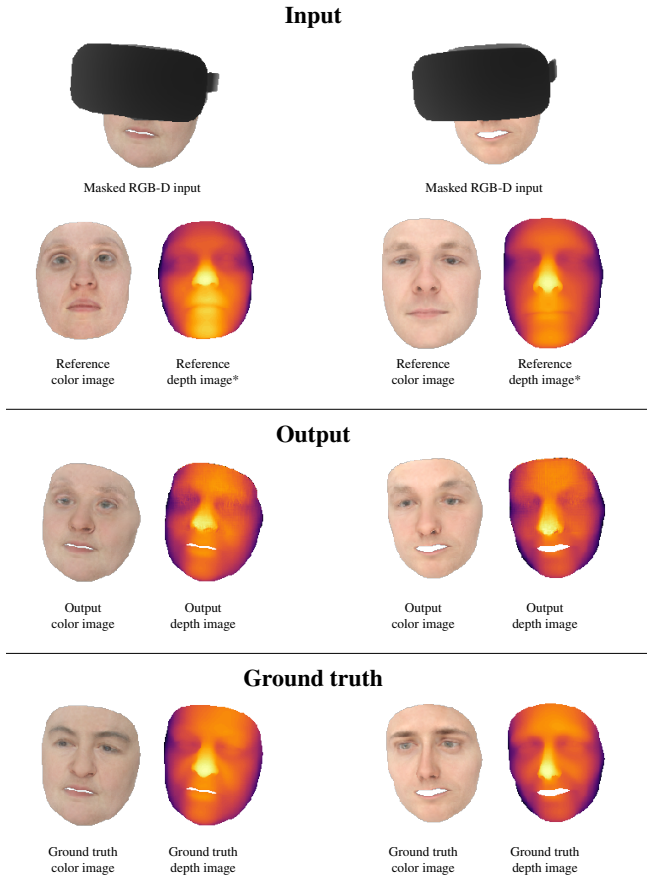 Input
Masked RGB-D input
Masked RGB-D input
Reference
color image
Reference
depth image*
Reference
color image
Reference
depth image*
Output
Output
color image
Output
depth image
Output
color image
Output
depth image
Ground truth
Ground truth
color image
Ground truth
depth image
Ground truth
color image
Ground truth
depth image